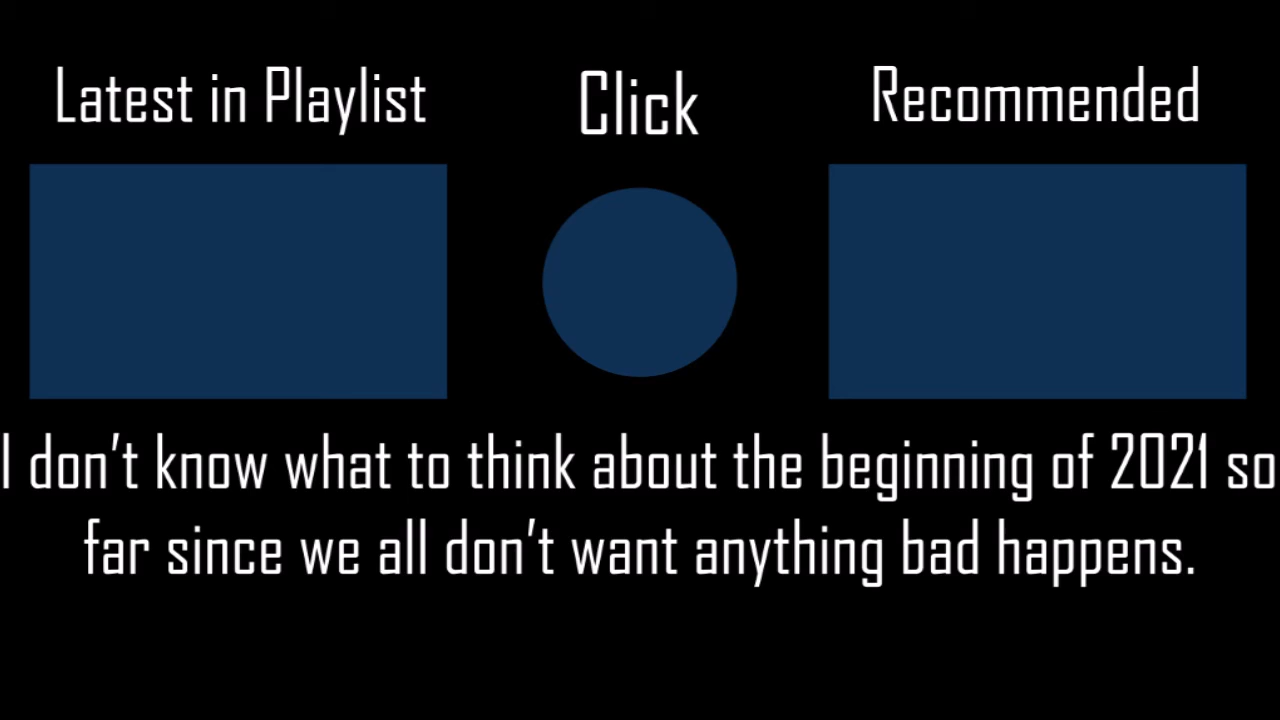 Latest in Playlist
Click
Recommended
I don't know what to think about the beginning of 2021 so
far since we all don't want anything bad happens.